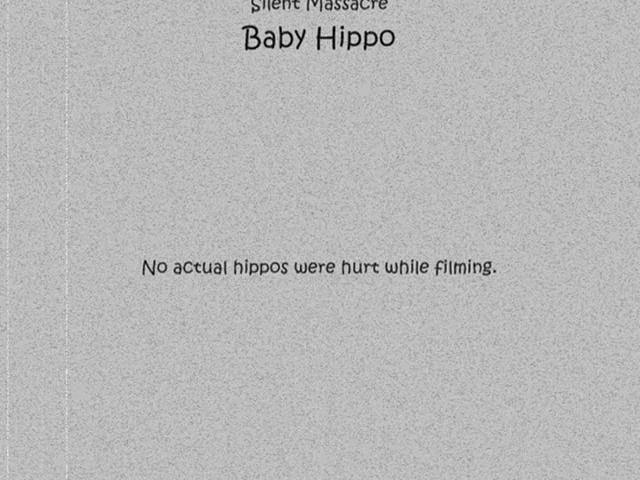 Silent Massacre
Baby Hippo
No actual hippos were hurt while filming.